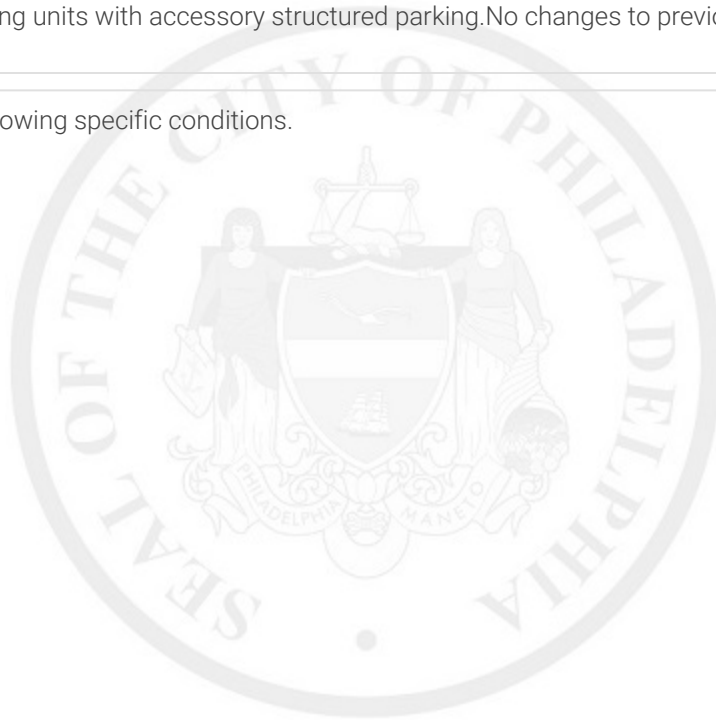 ng units with accessory structured parking.No changes to previo
owing specific conditions.
SEAL OF THE CITY OF PHILADELPHIA
PHILADELPHIA MANETO